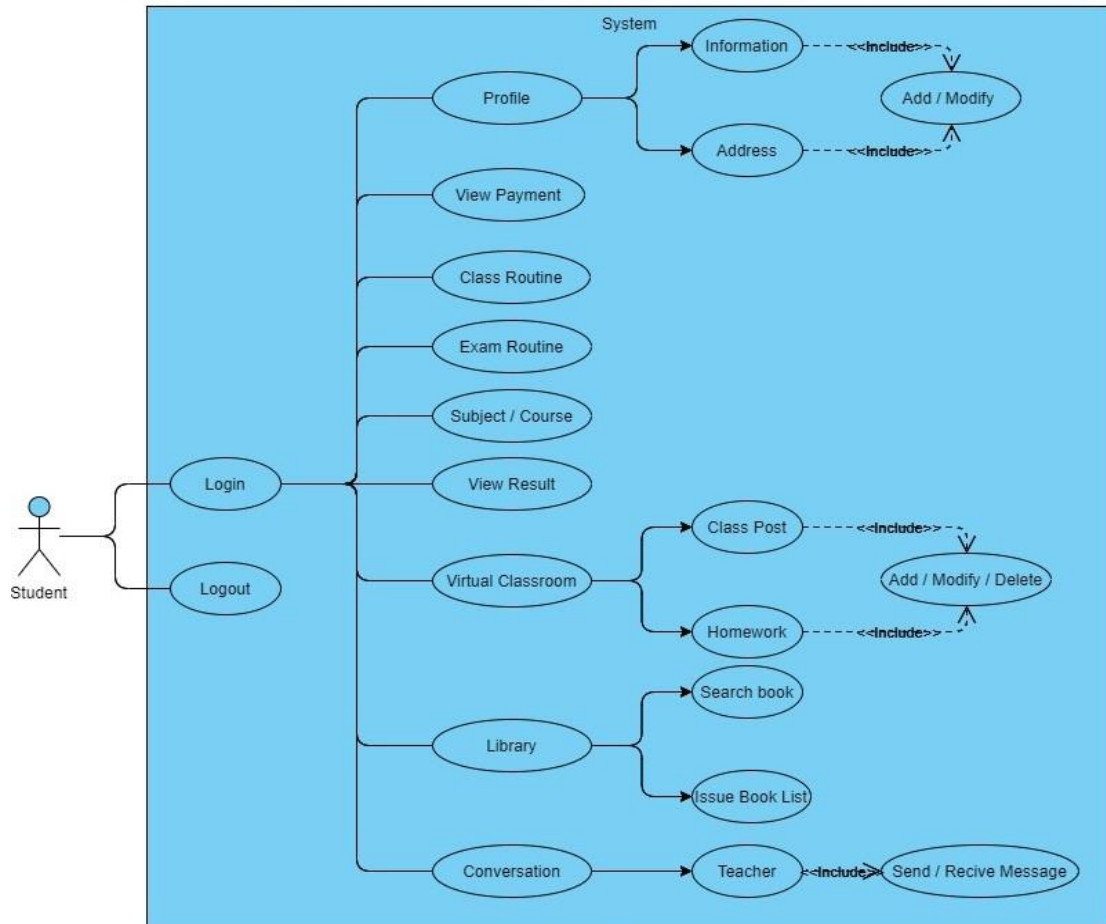 System
Information
<<Include>>
Profile
Add / Modify
Address
<<Include>>
View Payment
Class Routine
Exam Routine
Subject / Course
Login
View Result
Student
Logout
Class Post
<<Include>>
Virtual Classroom
Add / Modify / Delete
Homework
<<Include>>
Search book
Library
Issue Book List
Conversation
Teacher
<<Include>>
Send / Recive Message